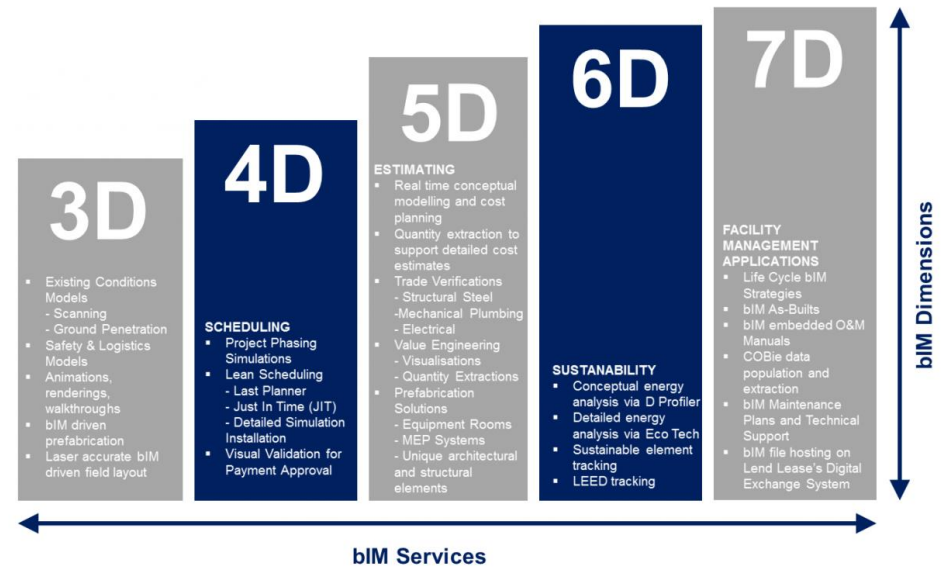 3D
▪ Existing Conditions
Models
- Scanning
- Ground Penetration
▪ Safety & Logistics
Models
▪ Animations,
renderings,
walkthroughs
▪ bIM driven
prefabrication
▪ Laser accurate bIM
driven field layout
4D
SCHEDULING
▪ Project Phasing
Simulations
▪ Lean Scheduling
- Last Planner
- Just In Time (JIT)
- Detailed Simulation
Installation
▪ Visual Validation for
Payment Approval
5D
ESTIMATING
▪ Real time conceptual
modelling and cost
planning
▪ Quantity extraction to
support detailed cost
estimates
▪ Trade Verifications
- Structural Steel
-Mechanical Plumbing
- Electrical
▪ Value Engineering
- Visualisations
- Quantity Extractions
▪ Prefabrication
Solutions
- Equipment Rooms
- MEP Systems
- Unique architectural
and structural
elements
6D
SUSTANABILITY
▪ Conceptual energy
analysis via D Profiler
▪ Detailed energy
analysis via Eco Tech
▪ Sustainable element
tracking
▪ LEED tracking
7D
FACILITY
MANAGEMENT
APPLICATIONS
▪ Life Cycle bIM
Strategies
▪ bIM As-Builts
▪ bIM embedded O&M
Manuals
▪ COBie data
population and
extraction
▪ bIM Maintenance
Plans and Technical
Support
▪ bIM file hosting on
Lend Lease's Digital
Exchange System
bIM Dimensions
bIM Services